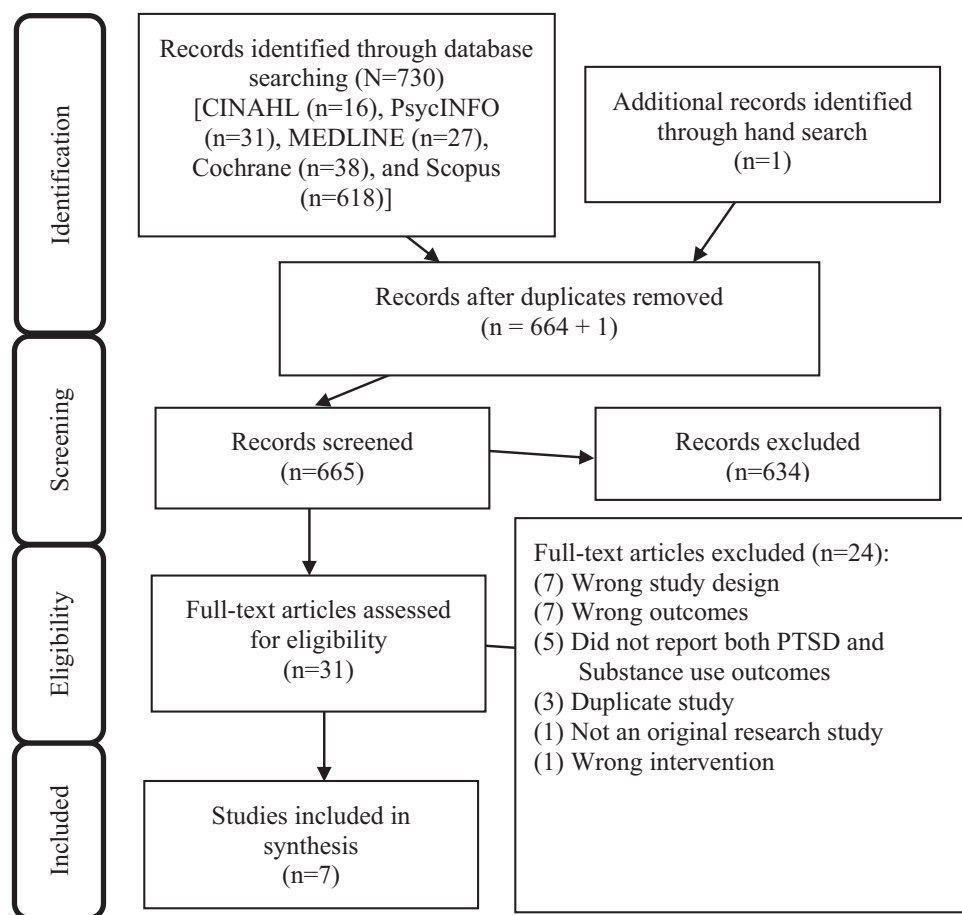 Identification
Records identified through database
searching (N=730)
[CINAHL (n=16), PsycINFO
(n=31), MEDLINE (n=27),
Cochrane (n=38), and Scopus
(n=618)]
Additional records identified
through hand search
(n=1)
Records after duplicates removed
(n = 664 + 1)
Screening
Records screened
(n=665)
Records excluded
(n=634)
Eligibility
Full-text articles assessed
for eligibility
(n=31)
Full-text articles excluded (n=24):
(7) Wrong study design
(7) Wrong outcomes
(5) Did not report both PTSD and
Substance use outcomes
(3) Duplicate study
(1) Not an original research study
(1) Wrong intervention
Included
Studies included in
synthesis
(n=7)